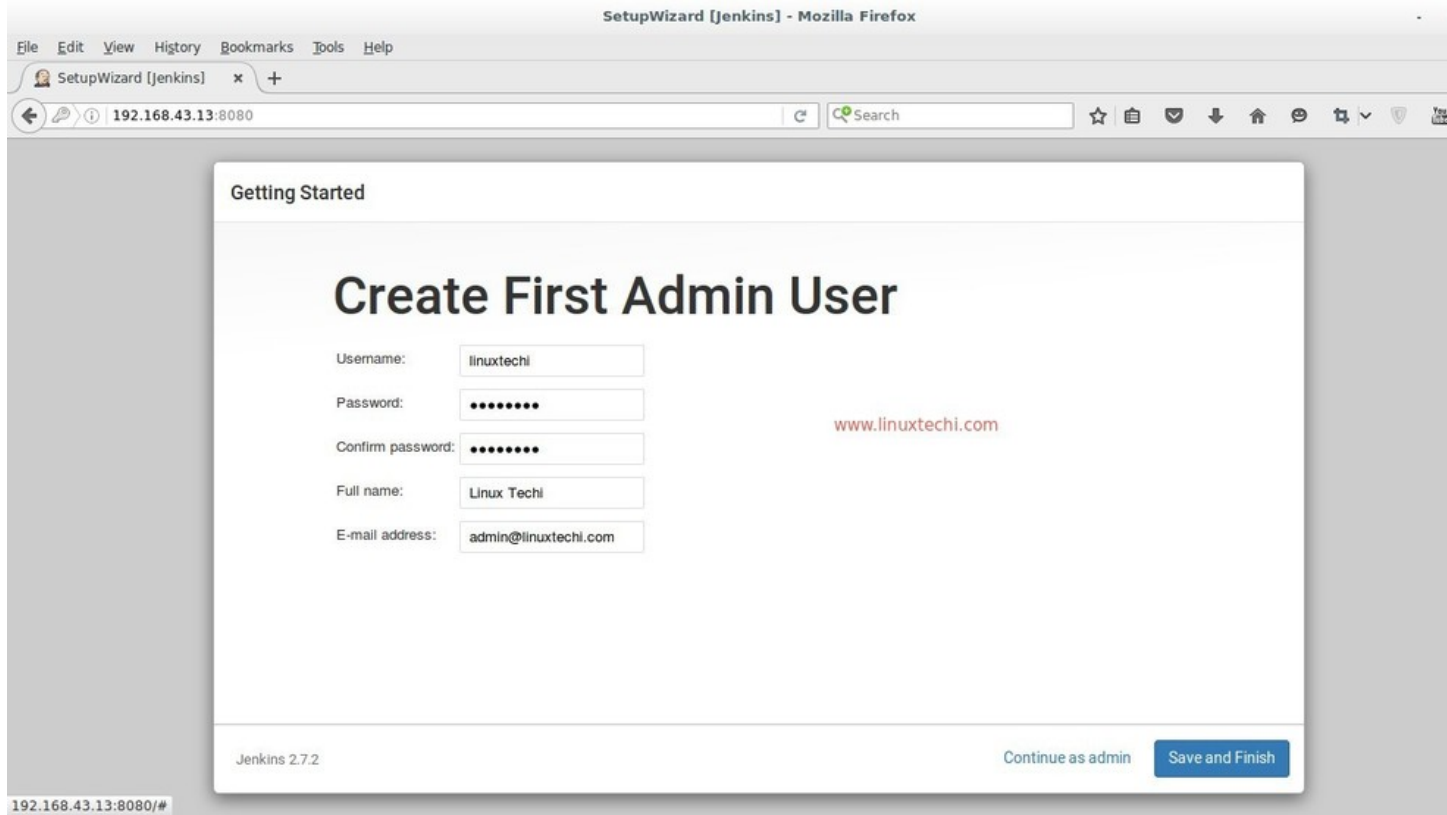 SetupWizard [Jenkins] - Mozilla Firefox
File Edit View History Bookmarks Tools Help
SetupWizard [Jenkins]
192.168.43.13:8080
Search
You
Getting Started
Create First Admin User
Username: linuxtechi
Password: ●●●●●●●●
www.linuxtechi.com
Confirm password: ●●●●●●●●
Full name: Linux Techi
E-mail address: admin@linuxtechi.com
Jenkins 2.7.2 Continue as admin Save and Finish
192.168.43.13:8080/#